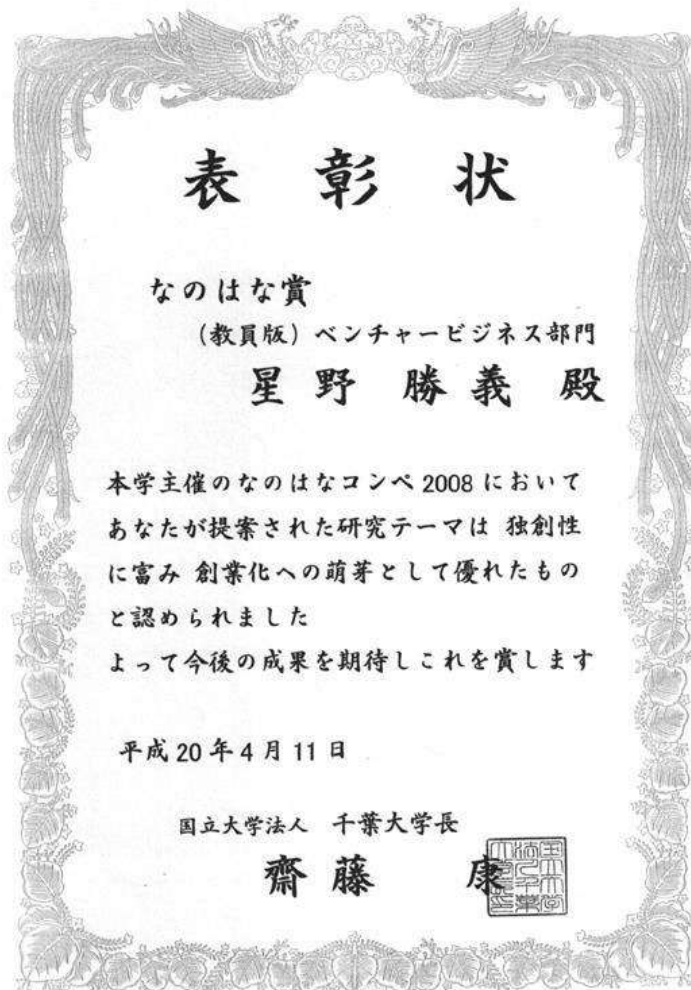 表彰状
なのはな賞
(教員版) ベンチャービジネス部門
星野 勝義 殿
本学主催のなのはなコンペ2008において
あなたが提案された研究テーマは 独創性
に富み 創業化への萌芽として優れたもの
と認められました
よって今後の成果を期待しこれを賞します
平成20年4月11日
国立大学法人 千葉大学長
齋藤 康